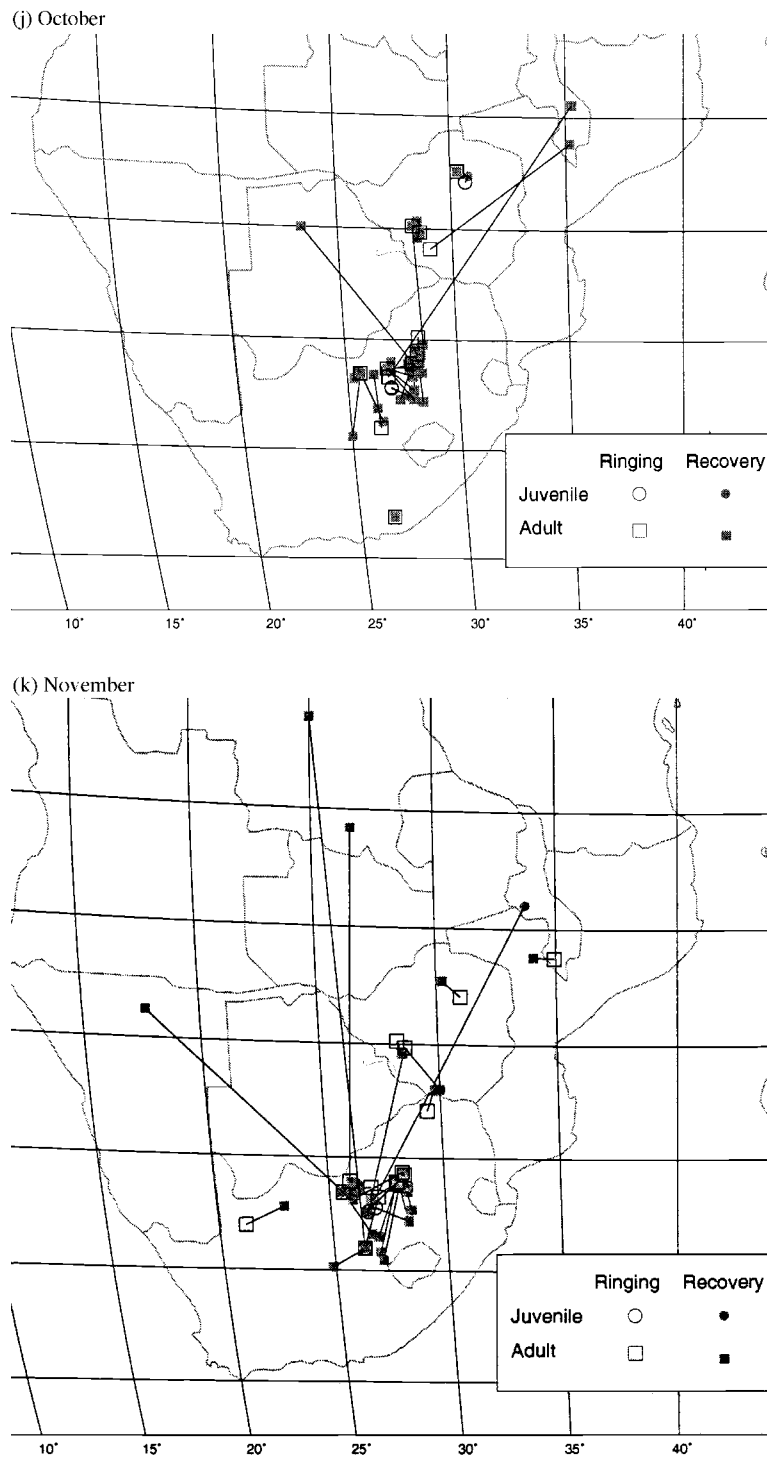 (j) October
Ringing Recovery
Juvenile
Adult
10° 15° 20° 25° 30° 35° 40°
(k) November
Ringing Recovery
Juvenile
Adult
10° 15° 20° 25° 30° 35° 40°